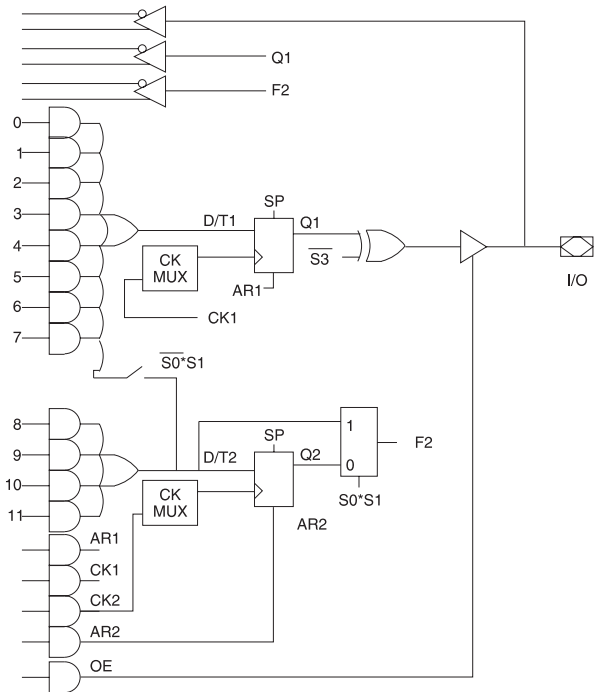 Q1
F2
0
1
2
3
4
5
6
7
SP
D/T1
Q1
S3
CK
MUX
AR1
CK1
I/O
S0*S1
8
9
10
11
SP
D/T2
Q2
1
0
F2
S0*S1
CK
MUX
AR2
AR1
CK1
CK2
AR2
OE